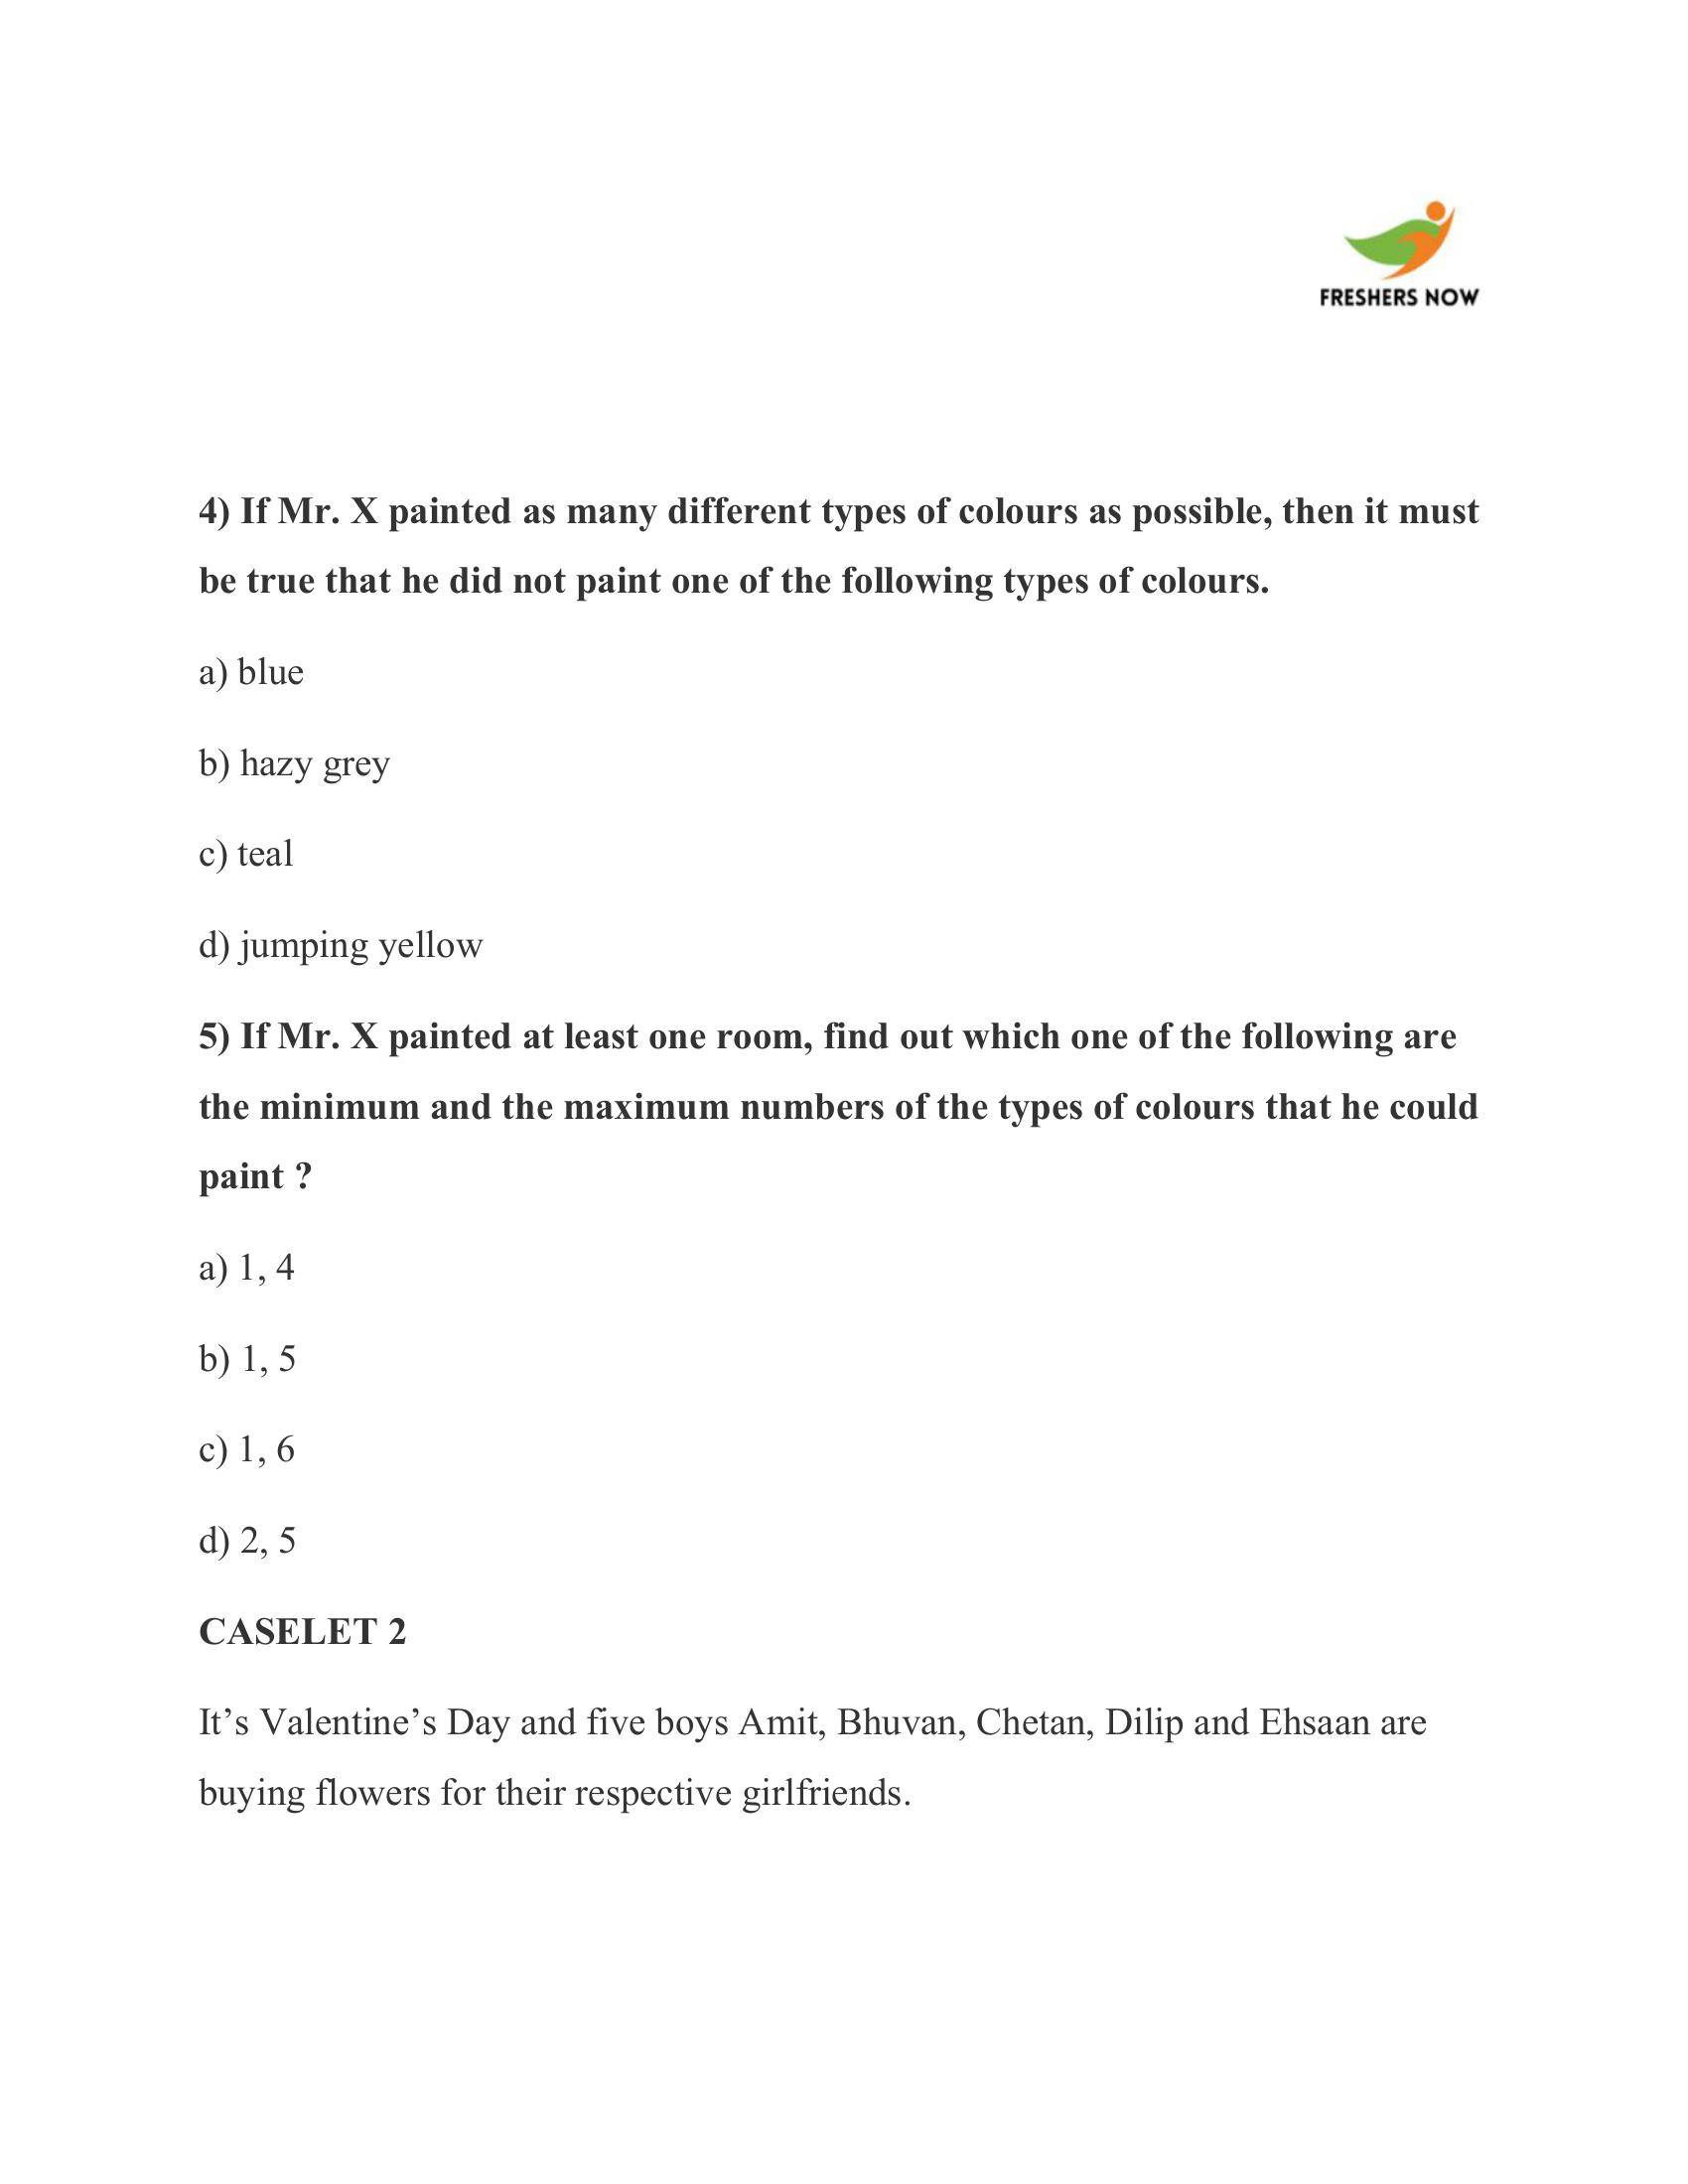 FRESHERS NOW
4) If Mr. X painted as many different types of colours as possible, then it must
be true that he did not paint one of the following types of colours.
a) blue
b) hazy grey
c) teal
d) jumping yellow
5) If Mr. X painted at least one room, find out which one of the following are
the minimum and the maximum numbers of the types of colours that he could
paint ?
a) 1, 4
b) 1, 5
c) 1, 6
d) 2, 5
CASELET 2
It’s Valentine’s Day and five boys Amit, Bhuvan, Chetan, Dilip and Ehsaan are
buying flowers for their respective girlfriends.